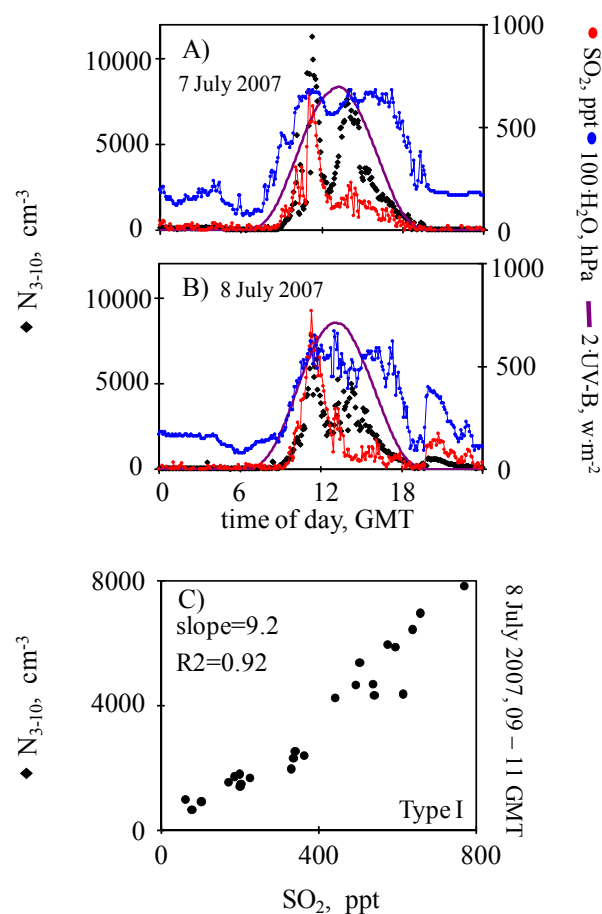 A)
7 July 2007
10000
5000
0
1000
500
0
B)
8 July 2007
10000
5000
0
1000
500
0
0
6
12
18
time of day, GMT
◆ N3-10, cm-3
● SO2, ppt ● 100·H2O, hPa — 2·UV-B, w·m-2
C)
slope=9.2
R2=0.92
Type I
8000
4000
0
0
400
800
SO2, ppt
◆ N3-10, cm-3
8 July 2007, 09 – 11 GMT